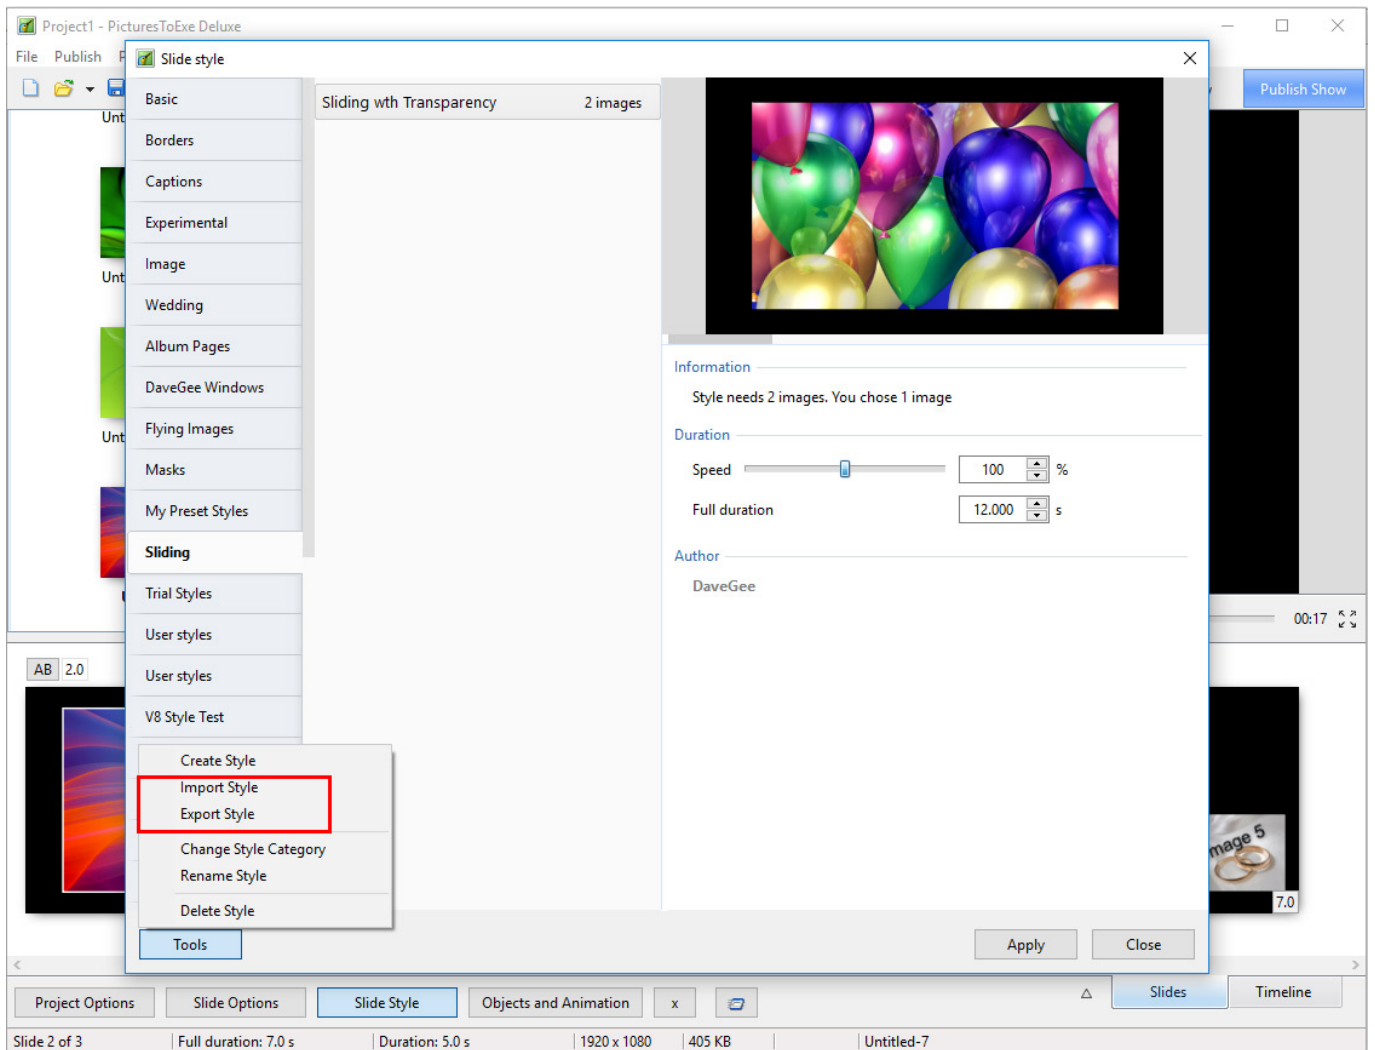 Project1 - PicturesToExe Deluxe
File Publish P
Publish Show
Slide style
Basic
Borders
Captions
Experimental
Image
Wedding
Album Pages
DaveGee Windows
Flying Images
Masks
My Preset Styles
Sliding
Trial Styles
User styles
User styles
V8 Style Test
Sliding wth Transparency 2 images
Information
Style needs 2 images. You chose 1 image
Duration
Speed 100 %
Full duration 12.000 s
Author
DaveGee
Unt
Unt
Unt
00:17
AB 2.0
Create Style
Import Style
Export Style
Change Style Category
Rename Style
Delete Style
Tools
Apply Close
mage 5
7.0
Project Options Slide Options Slide Style Objects and Animation x
Slides Timeline
Slide 2 of 3 Full duration: 7.0 s Duration: 5.0 s 1920 x 1080 405 KB Untitled-7